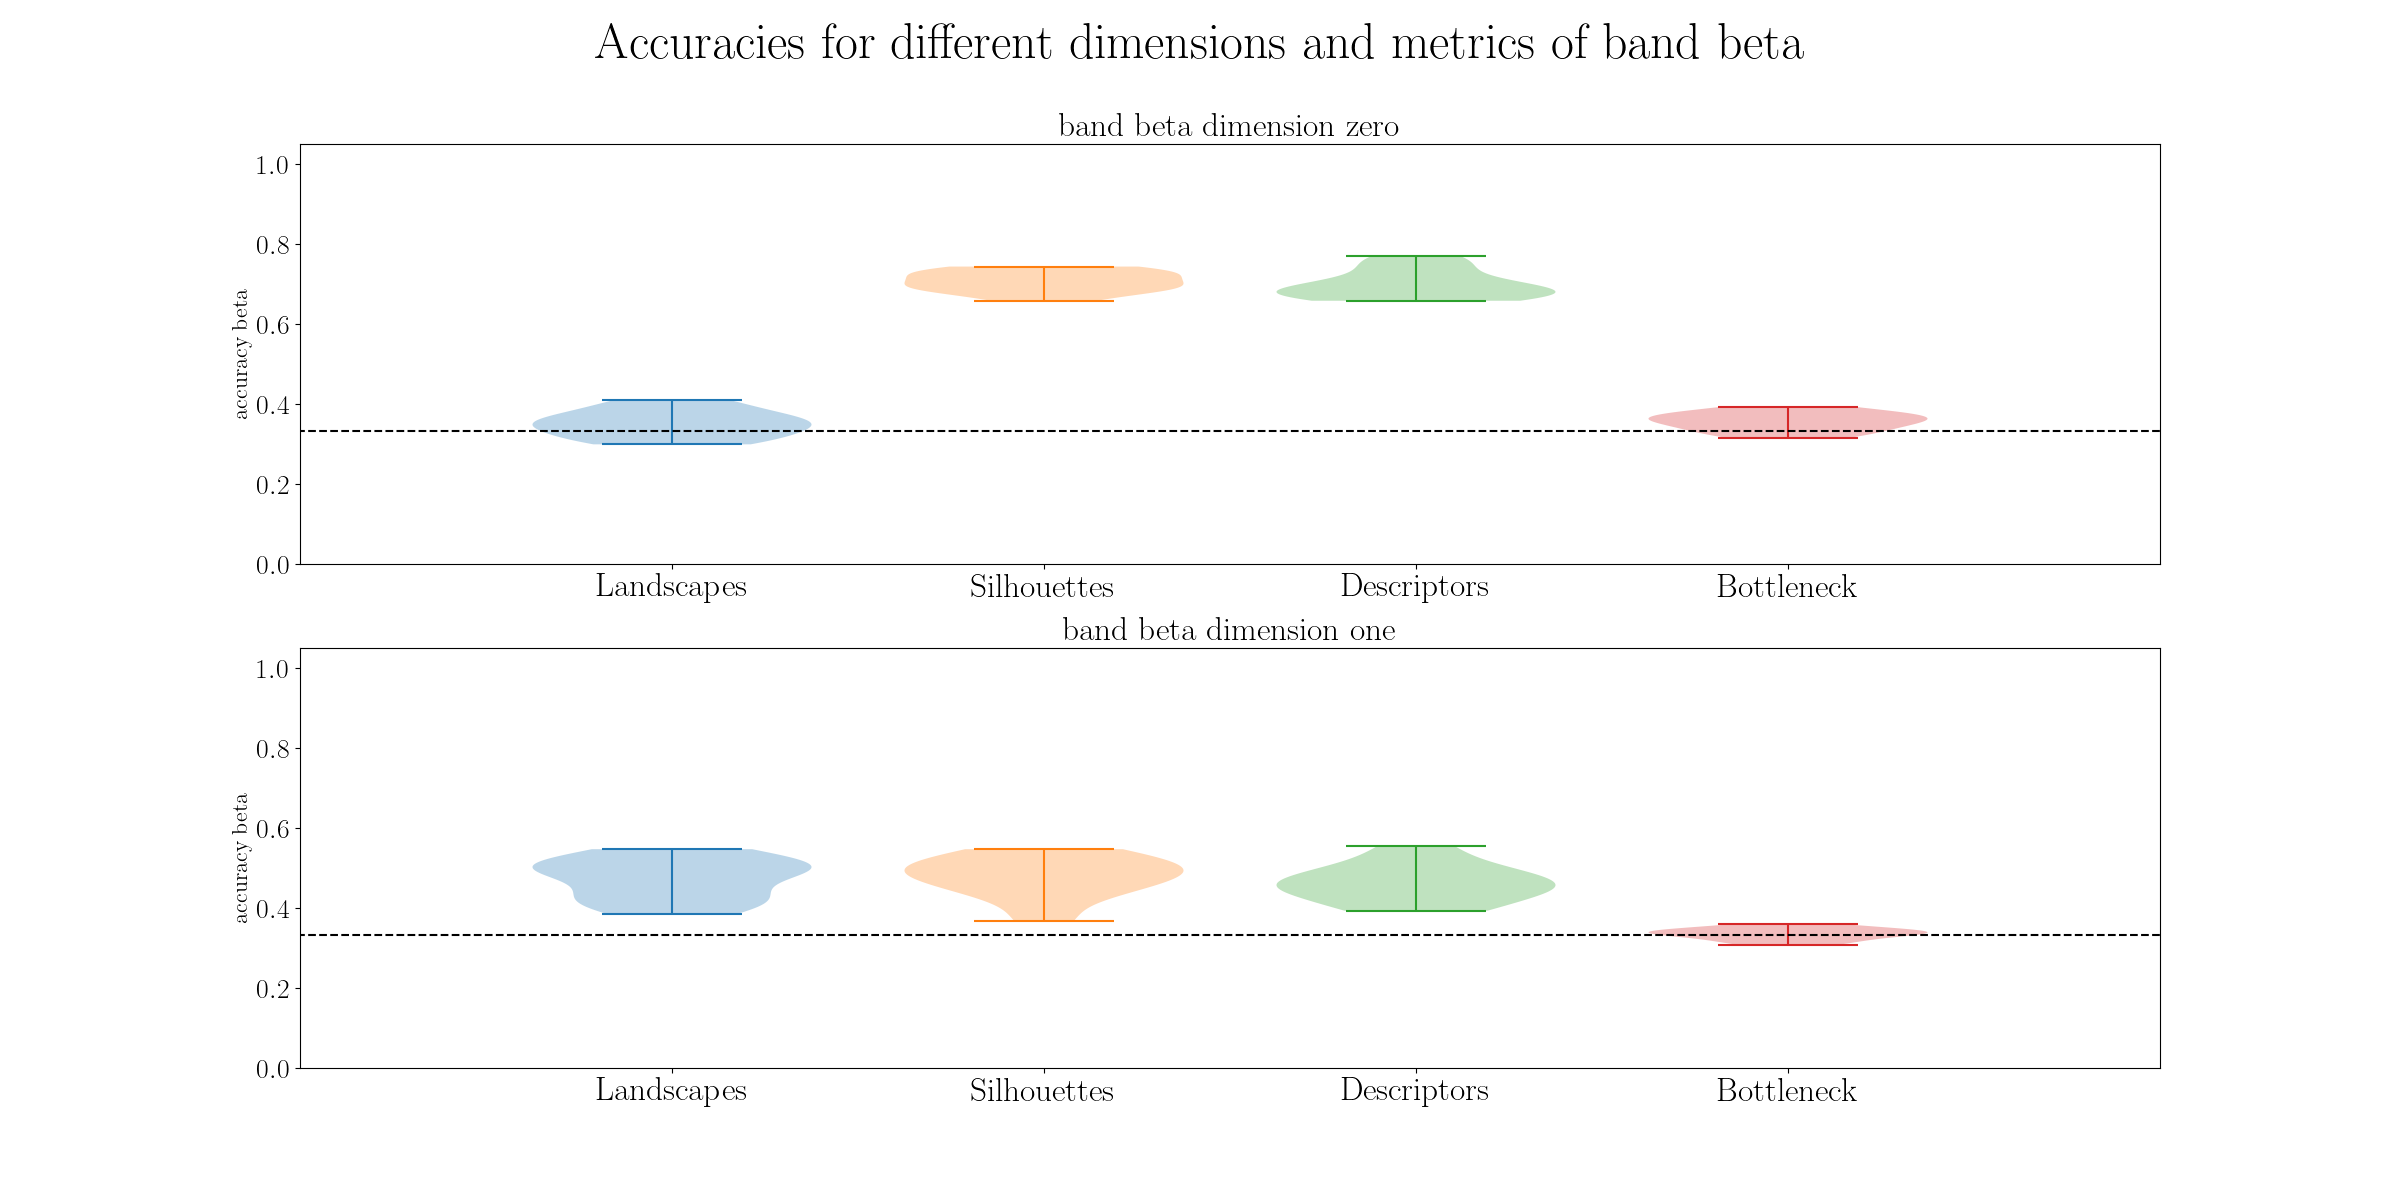 Accuracies for different dimensions and metrics of band beta
band beta dimension zero
1.0
0.8
0.6
0.4
0.2
0.0
accuracy beta
Landscapes Silhouettes Descriptors Bottleneck
band beta dimension one
1.0
0.8
0.6
0.4
0.2
0.0
accuracy beta
Landscapes Silhouettes Descriptors Bottleneck